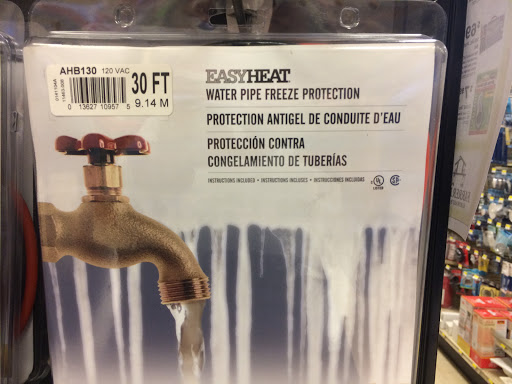 AHB130 120 VAC
30 FT
9.14 M
0 13627 10957 5
EASYHEAT
WATER PIPE FREEZE PROTECTION
PROTECTION ANTIGEL DE CONDUITE D'EAU
PROTECCIÓN CONTRA
CONGELAMIENTO DE TUBERÍAS
INSTRUCTIONS INCLUDED • INSTRUCTIONS INCLUSES • INSTRUCCIONES INCLUIDAS